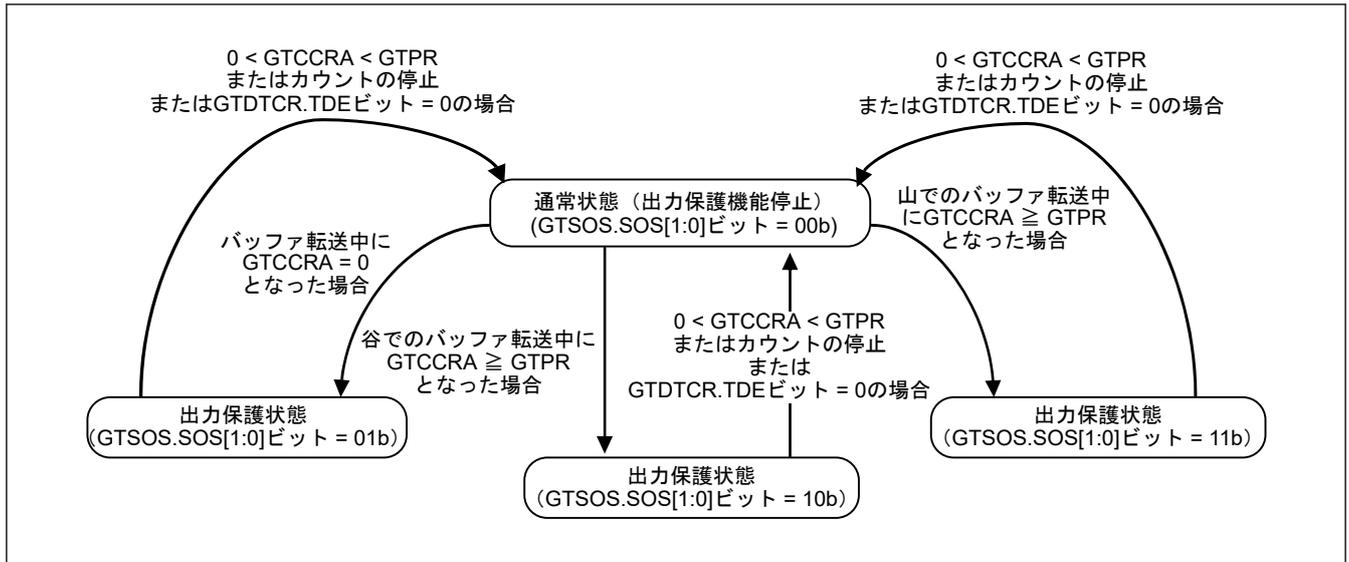 0 < GTCCRA < GTPR
またはカウントの停止
またはGTDTCR.TDEビット = 0の場合
0 < GTCCRA < GTPR
またはカウントの停止
またはGTDTCR.TDEビット = 0の場合
通常状態（出力保護機能停止）
(GTSOS.SOS[1:0]ビット = 00b)
山でのバッファ転送中
にGTCCRA ≧ GTPR
となった場合
バッファ転送中に
GTCCRA = 0
となった場合
谷でのバッファ転送中に
GTCCRA ≧ GTPR
となった場合
0 < GTCCRA < GTPR
またはカウントの停止
または
GTDTCR.TDEビット = 0の場合
出力保護状態
（GTSOS.SOS[1:0]ビット = 01b）
出力保護状態
（GTSOS.SOS[1:0]ビット = 11b）
出力保護状態
（GTSOS.SOS[1:0]ビット = 10b）